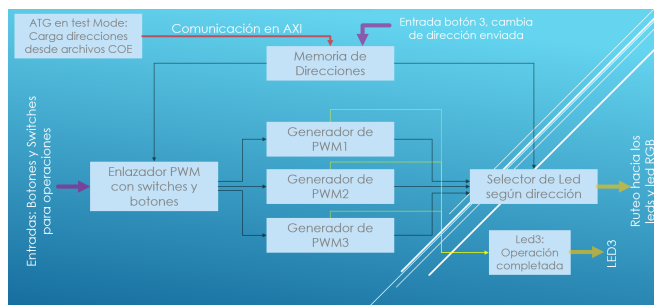 ATG en test Mode:
Carga direcciones
desde archivos COE
Comunicación en AXI
Entrada botón 3, cambia
de dirección enviada
Memoria de
Direcciones
Entradas: Botones y Switches
para operaciones
Enlazador PWM
con switches y
botones
Generador de
PWM1
Generador de
PWM2
Generador de
PWM3
Selector de Led
según dirección
Ruteo hacia los
leds y led RGB
Led3:
Operación
completada
LED3